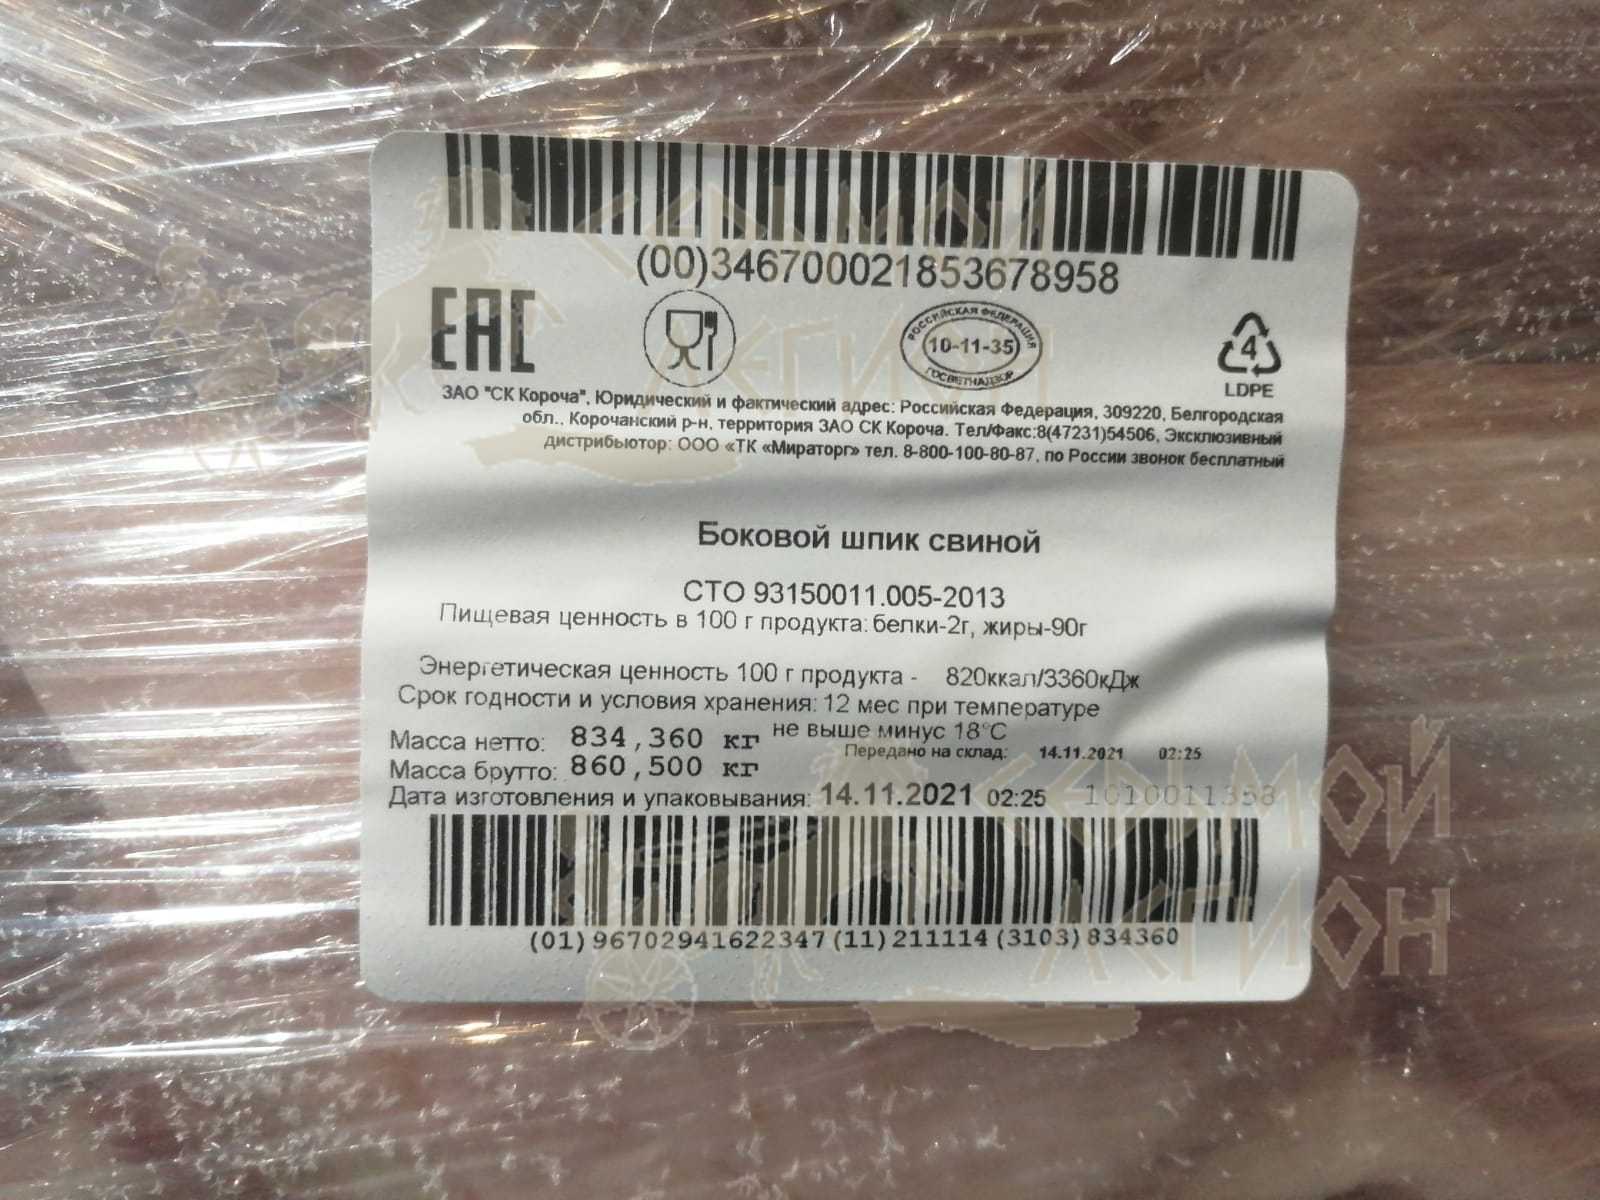 (00)346700021853678958
EAC
РОССИЙСКАЯ ФЕДЕРАЦИЯ
10-11-35
ГОСВЕТНАДЗОР
4
LDPE
ЗАО "СК Короча", Юридический и фактический адрес: Российская Федерация, 309220, Белгородская
обл., Корочанский р-н, территория ЗАО СК Короча. Тел/Факс:8(47231)54506, Эксклюзивный
дистрибьютор: ООО «ТК «Мираторг» тел. 8-800-100-80-87, по России звонок бесплатный
Боковой шпик свиной
СТО 93150011.005-2013
Пищевая ценность в 100 г продукта: белки-2г, жиры-90г
Энергетическая ценность 100 г продукта - 820ккал/3360кДж
Срок годности и условия хранения: 12 мес при температуре
не выше минус 18°C
Масса нетто: 834,360 кг
Передано на склад: 14.11.2021 02:25
Масса брутто: 860,500 кг
Дата изготовления и упаковывания: 14.11.2021 02:25 1010011358
(01)96702941622347(11)211114(3103)834360
СЕДЬМОЙ
ЛЕГИОН
СЕДЬМОЙ
ЛЕГИОН